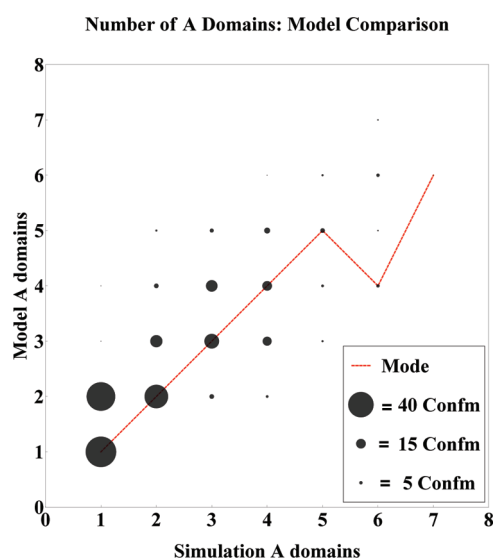 Number of A Domains: Model Comparison
8
7
6
5
4
3
2
1
0
Model A domains
0 1 2 3 4 5 6 7 8
Simulation A domains
Mode
= 40 Confm
= 15 Confm
= 5 Confm